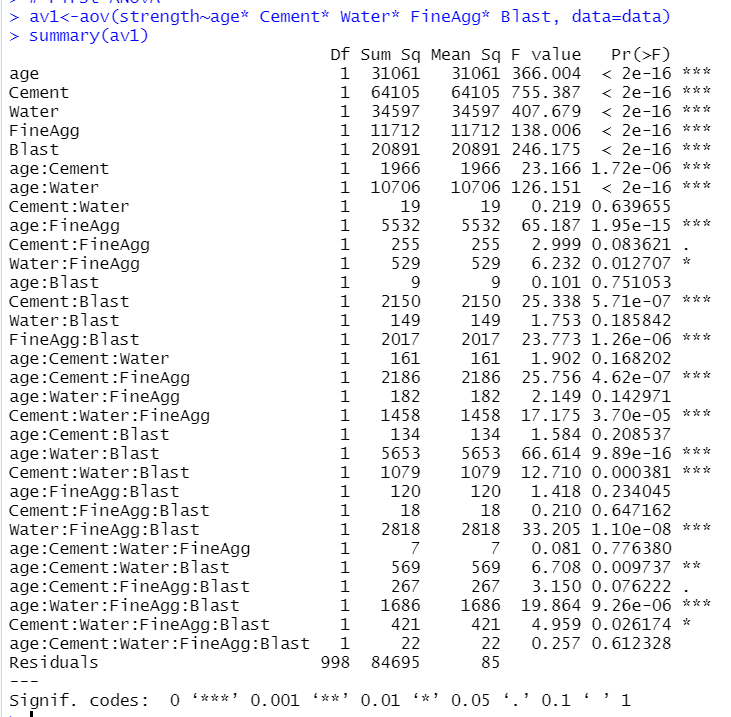 > # First ANOVA
> av1<-aov(strength~age* Cement* Water* FineAgg* Blast, data=data)
> summary(av1)
Df Sum Sq Mean Sq F value Pr(>F)
age 1 31061 31061 366.004 < 2e-16 ***
Cement 1 64105 64105 755.387 < 2e-16 ***
Water 1 34597 34597 407.679 < 2e-16 ***
FineAgg 1 11712 11712 138.006 < 2e-16 ***
Blast 1 20891 20891 246.175 < 2e-16 ***
age:Cement 1 1966 1966 23.166 1.72e-06 ***
age:Water 1 10706 10706 126.151 < 2e-16 ***
Cement:Water 1 19 19 0.219 0.639655
age:FineAgg 1 5532 5532 65.187 1.95e-15 ***
Cement:FineAgg 1 255 255 2.999 0.083621 .
Water:FineAgg 1 529 529 6.232 0.012707 *
age:Blast 1 9 9 0.101 0.751053
Cement:Blast 1 2150 2150 25.338 5.71e-07 ***
Water:Blast 1 149 149 1.753 0.185842
FineAgg:Blast 1 2017 2017 23.773 1.26e-06 ***
age:Cement:Water 1 161 161 1.902 0.168202
age:Cement:FineAgg 1 2186 2186 25.756 4.62e-07 ***
age:Water:FineAgg 1 182 182 2.149 0.142971
Cement:Water:FineAgg 1 1458 1458 17.175 3.70e-05 ***
age:Cement:Blast 1 134 134 1.584 0.208537
age:Water:Blast 1 5653 5653 66.614 9.89e-16 ***
Cement:Water:Blast 1 1079 1079 12.710 0.000381 ***
age:FineAgg:Blast 1 120 120 1.418 0.234045
Cement:FineAgg:Blast 1 18 18 0.210 0.647162
Water:FineAgg:Blast 1 2818 2818 33.205 1.10e-08 ***
age:Cement:Water:FineAgg 1 7 7 0.081 0.776380
age:Cement:Water:Blast 1 569 569 6.708 0.009737 **
age:Cement:FineAgg:Blast 1 267 267 3.150 0.076222 .
age:Water:FineAgg:Blast 1 1686 1686 19.864 9.26e-06 ***
Cement:Water:FineAgg:Blast 1 421 421 4.959 0.026174 *
age:Cement:Water:FineAgg:Blast 1 22 22 0.257 0.612328
Residuals 998 84695 85
---
Signif. codes: 0 ‘***’ 0.001 ‘**’ 0.01 ‘*’ 0.05 ‘.’ 0.1 ‘ ’ 1
>